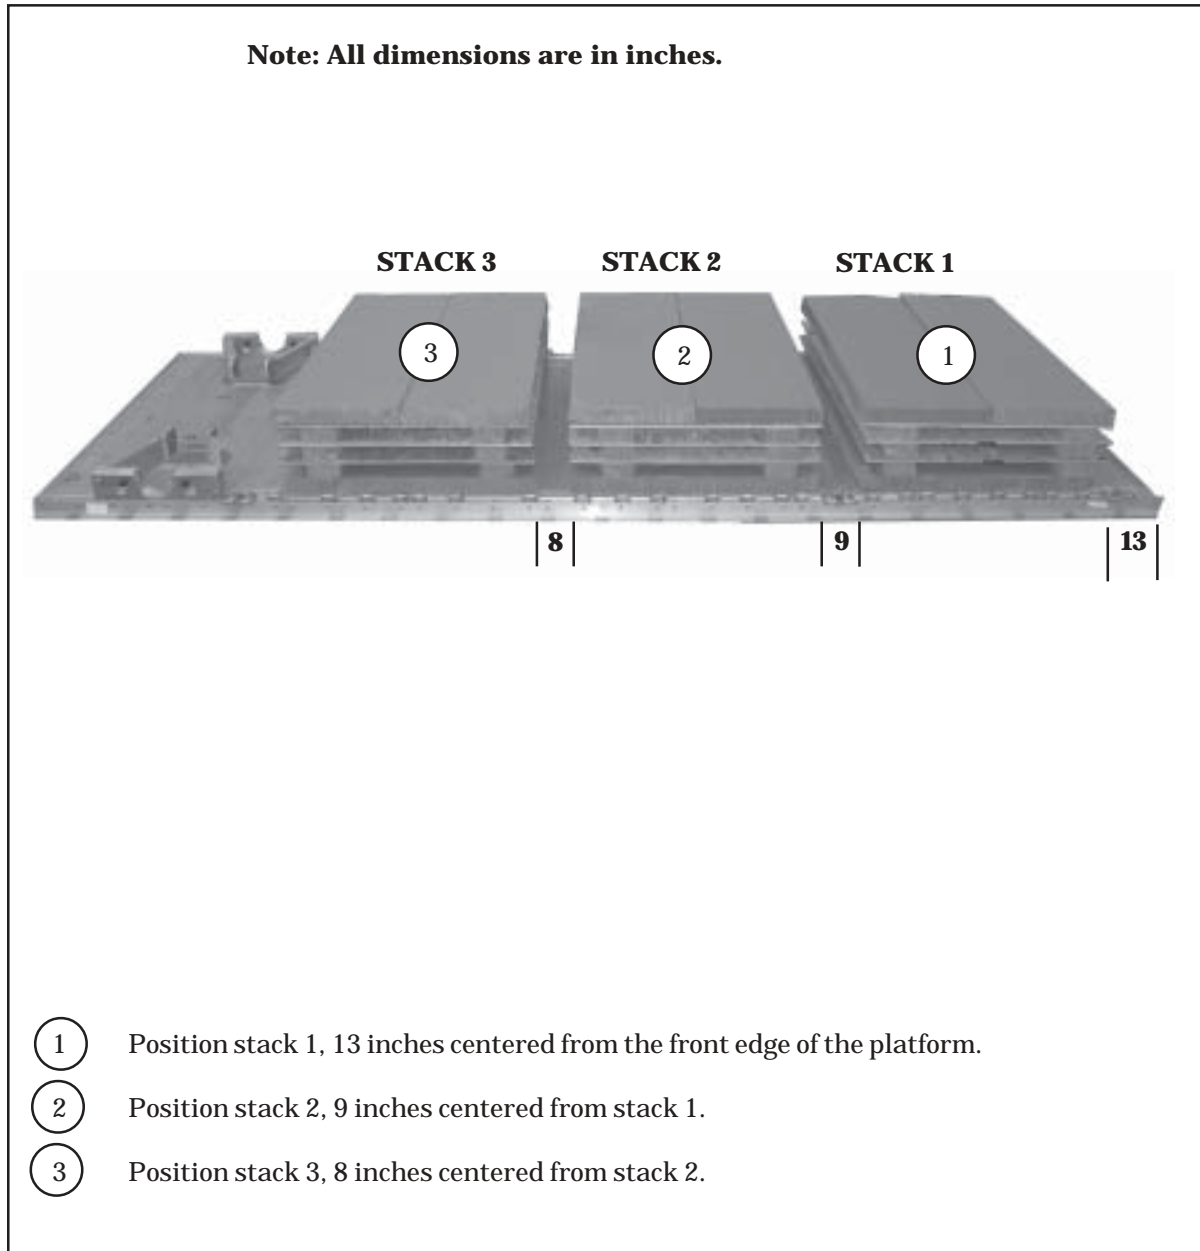 Note: All dimensions are in inches.
STACK 3 STACK 2 STACK 1
3 2 1
8 9 13
1 Position stack 1, 13 inches centered from the front edge of the platform.
2 Position stack 2, 9 inches centered from stack 1.
3 Position stack 3, 8 inches centered from stack 2.